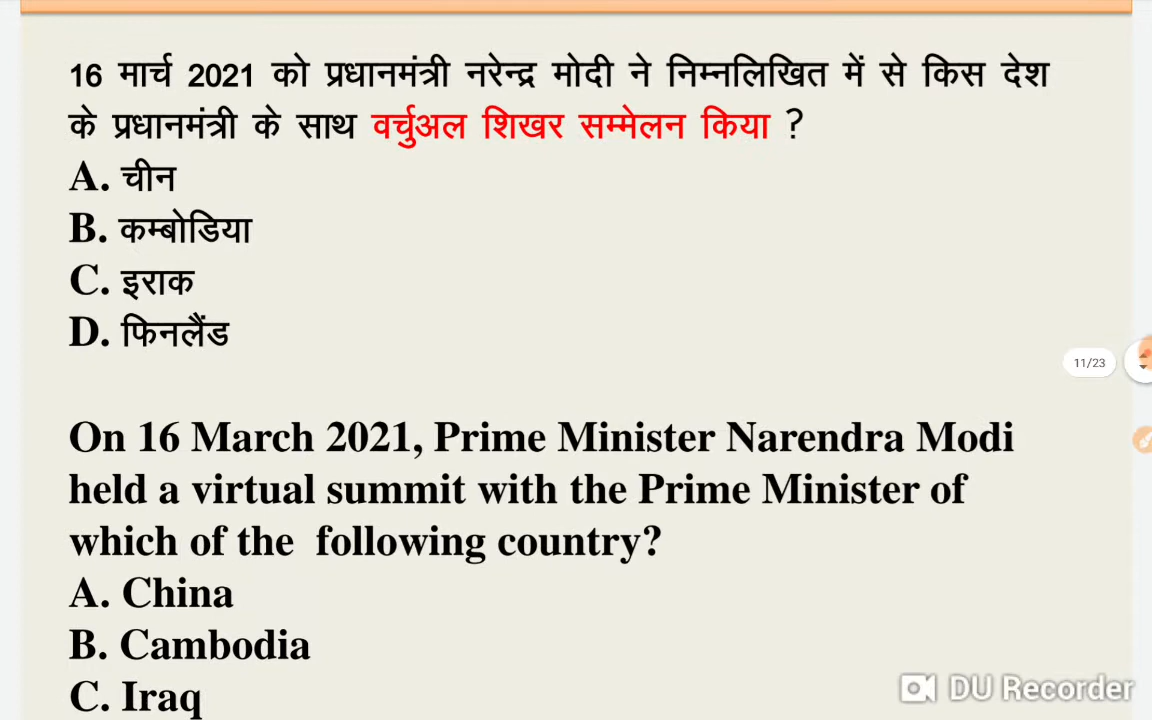 16 मार्च 2021 को प्रधानमंत्री नरेन्द्र मोदी ने निम्नलिखित में से किस देश
के प्रधानमंत्री के साथ वर्चुअल शिखर सम्मेलन किया ?
A. चीन
B. कम्बोडिया
C. इराक
D. फिनलैंड
11/23
On 16 March 2021, Prime Minister Narendra Modi
held a virtual summit with the Prime Minister of
which of the following country?
A. China
B. Cambodia
C. Iraq
DU Recorder